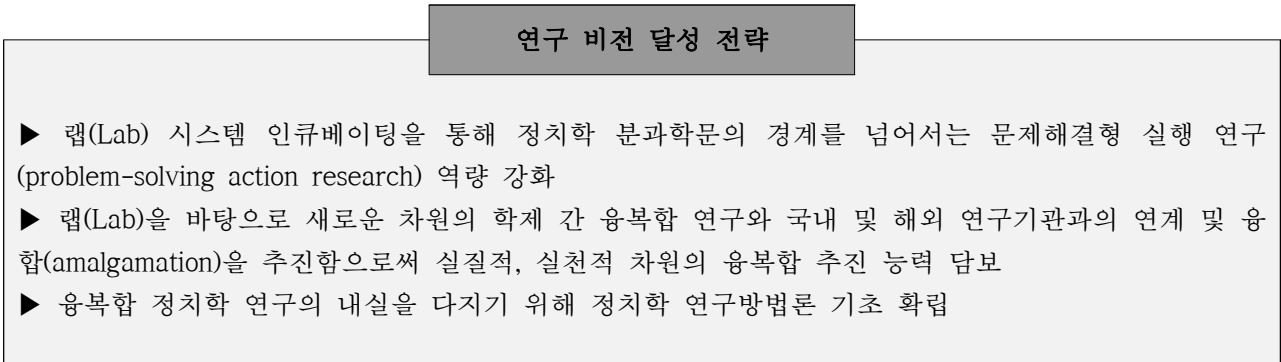 연구 비전 달성 전략
▶ 랩(Lab) 시스템 인큐베이팅을 통해 정치학 분과학문의 경계를 넘어서는 문제해결형 실행 연구
(problem-solving action research) 역량 강화
▶ 랩(Lab)을 바탕으로 새로운 차원의 학제 간 융복합 연구와 국내 및 해외 연구기관과의 연계 및 융
합(amalgamation)을 추진함으로써 실질적, 실천적 차원의 융복합 추진 능력 담보
▶ 융복합 정치학 연구의 내실을 다지기 위해 정치학 연구방법론 기초 확립